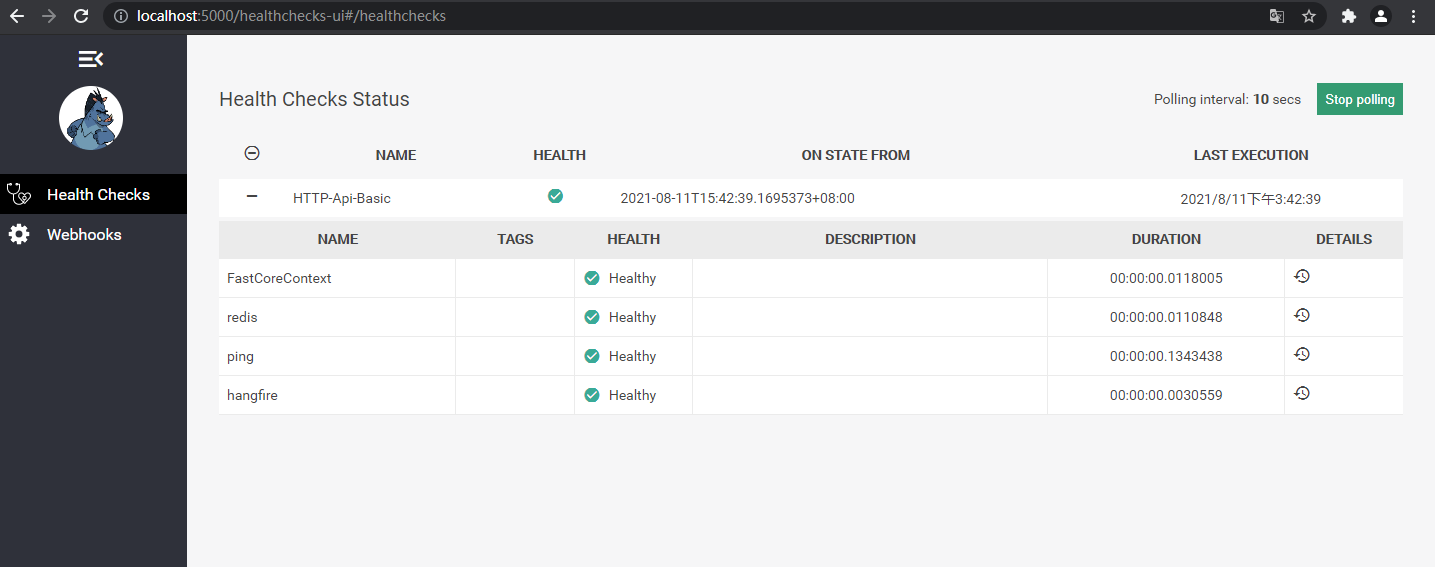 localhost:5000/healthchecks-ui#/healthchecks
Health Checks Status
Polling interval: 10 secs
Stop polling
NAME HEALTH ON STATE FROM LAST EXECUTION
HTTP-Api-Basic 2021-08-11T15:42:39.1695373+08:00 2021/8/11下午3:42:39
Health Checks
Webhooks
NAME TAGS HEALTH DESCRIPTION DURATION DETAILS
FastCoreContext Healthy 00:00:00.0118005
redis Healthy 00:00:00.0110848
ping Healthy 00:00:00.1343438
hangfire Healthy 00:00:00.0030559